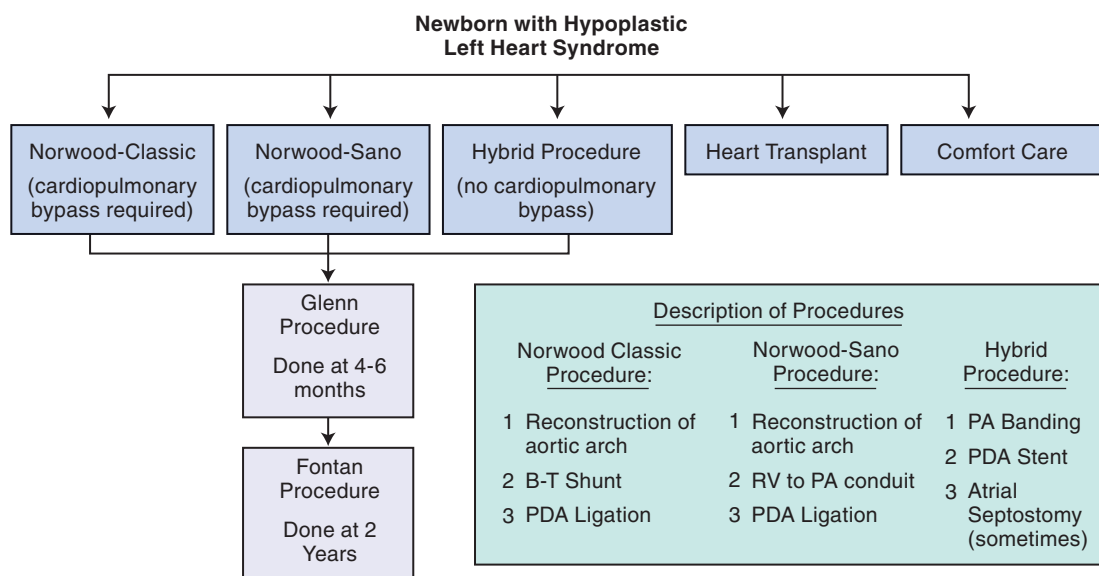 Newborn with Hypoplastic
Left Heart Syndrome
Norwood-Classic
(cardiopulmonary
bypass required)
Norwood-Sano
(cardiopulmonary
bypass required)
Hybrid Procedure
(no cardiopulmonary
bypass)
Heart Transplant
Comfort Care
Glenn
Procedure
Done at 4-6
months
Fontan
Procedure
Done at 2
Years
Description of Procedures
Norwood Classic
Procedure:
1 Reconstruction of
aortic arch
2 B-T Shunt
3 PDA Ligation
Norwood-Sano
Procedure:
1 Reconstruction of
aortic arch
2 RV to PA conduit
3 PDA Ligation
Hybrid
Procedure:
1 PA Banding
2 PDA Stent
3 Atrial
Septostomy
(sometimes)